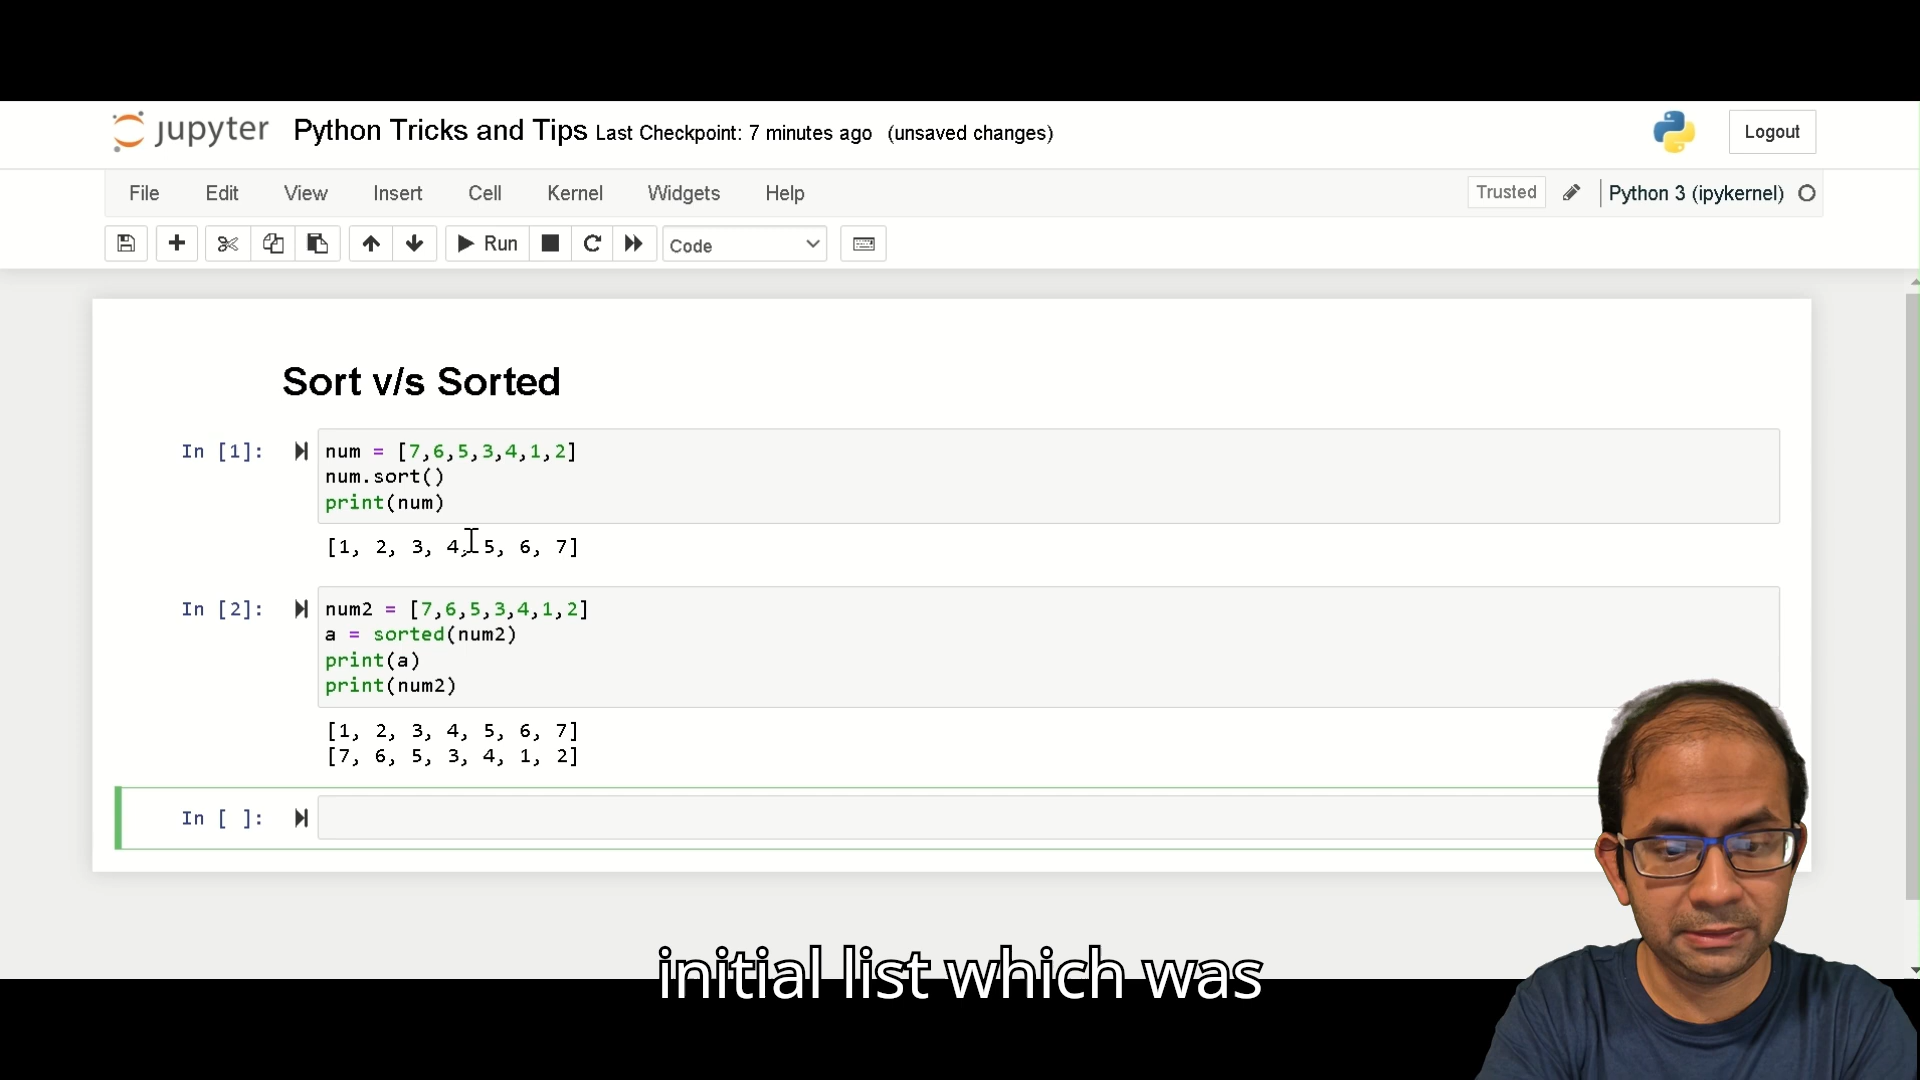 jupyter Python Tricks and Tips Last Checkpoint: 7 minutes ago (unsaved changes) Logout
File Edit View Insert Cell Kernel Widgets Help Trusted Python 3 (ipykernel)
Run Code
Sort v/s Sorted
In [1]: num = [7,6,5,3,4,1,2]
num.sort()
print(num)
[1, 2, 3, 4, 5, 6, 7]
In [2]: num2 = [7,6,5,3,4,1,2]
a = sorted(num2)
print(a)
print(num2)
[1, 2, 3, 4, 5, 6, 7]
[7, 6, 5, 3, 4, 1, 2]
In [ ]:
initial list which was